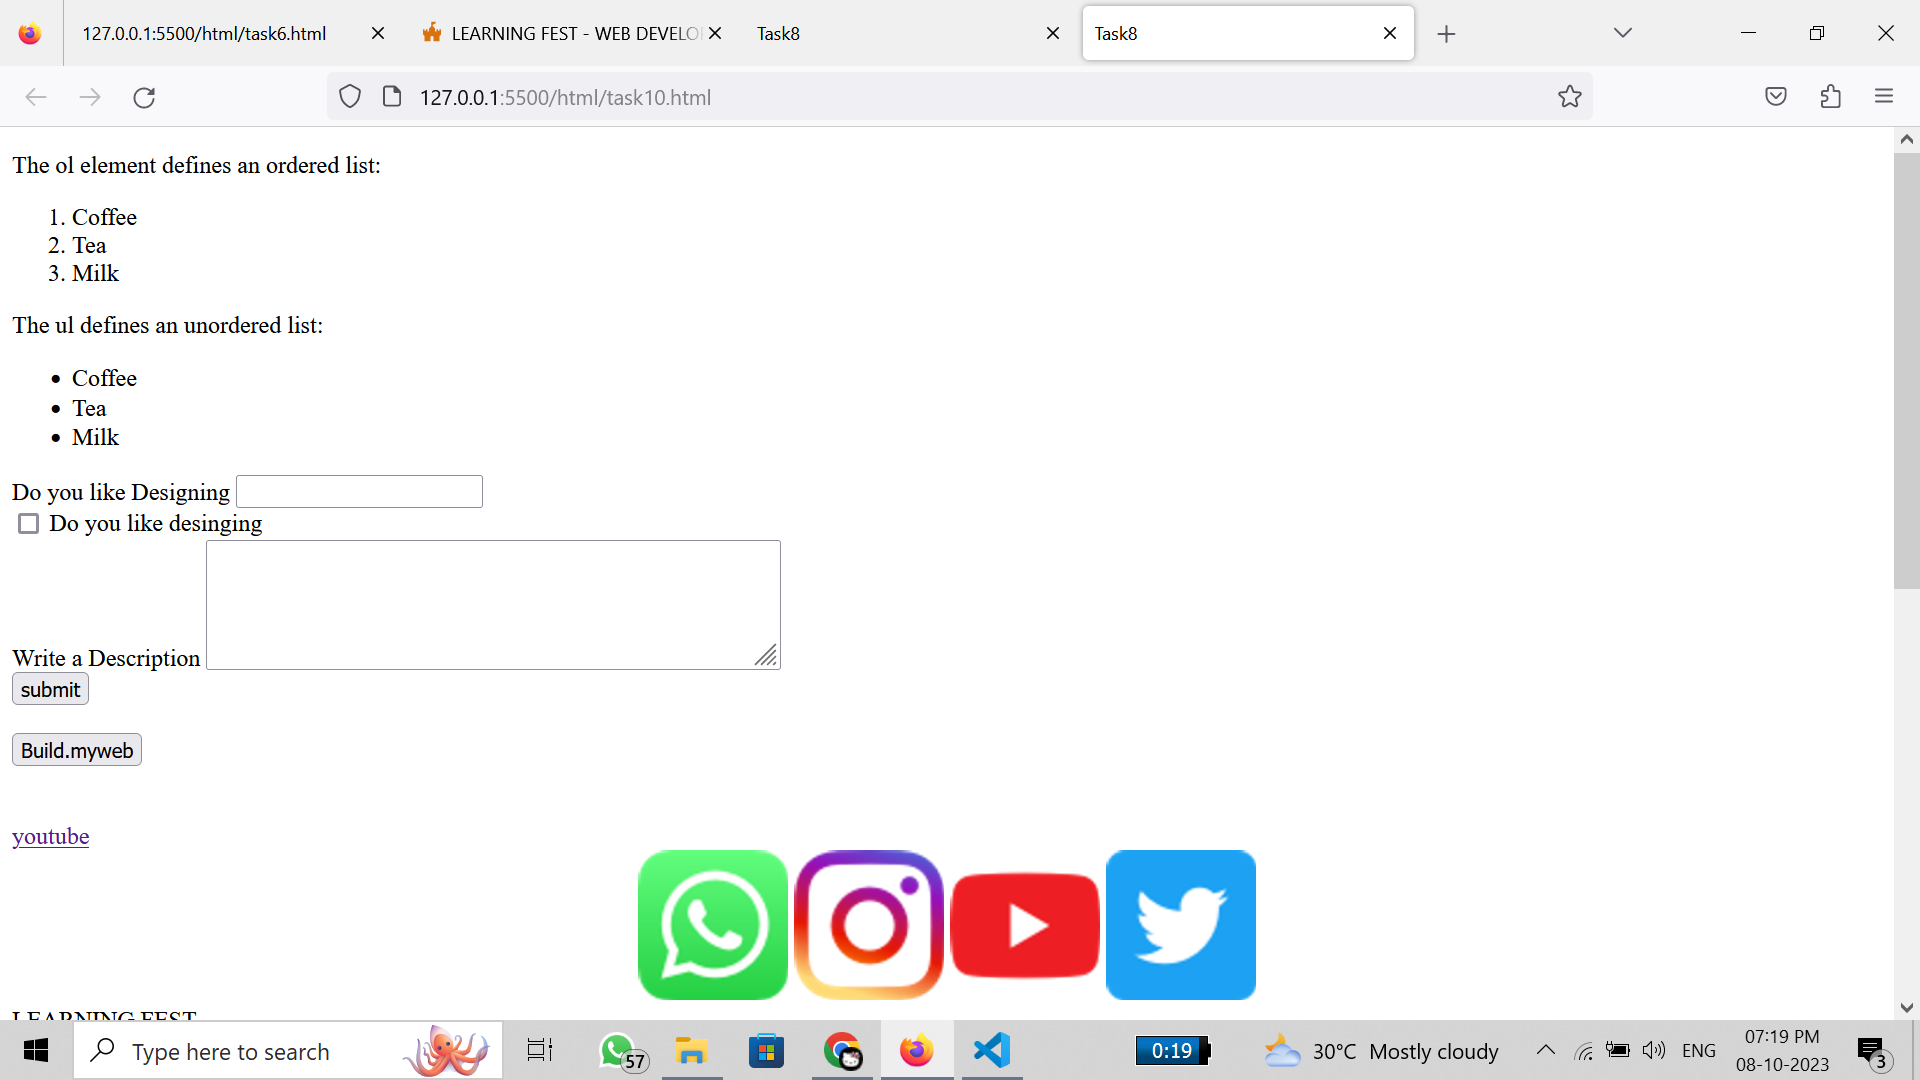 127.0.0.1:5500/html/task6.html
LEARNING FEST - WEB DEVELO
Task8
Task8
127.0.0.1:5500/html/task10.html
The ol element defines an ordered list:
1. Coffee
2. Tea
3. Milk
The ul defines an unordered list:
• Coffee
• Tea
• Milk
Do you like Designing
Do you like desinging
Write a Description
submit
Build.myweb
youtube
LEARNING FEST
Type here to search
57
0:19
30°C Mostly cloudy
ENG
07:19 PM
08-10-2023
3